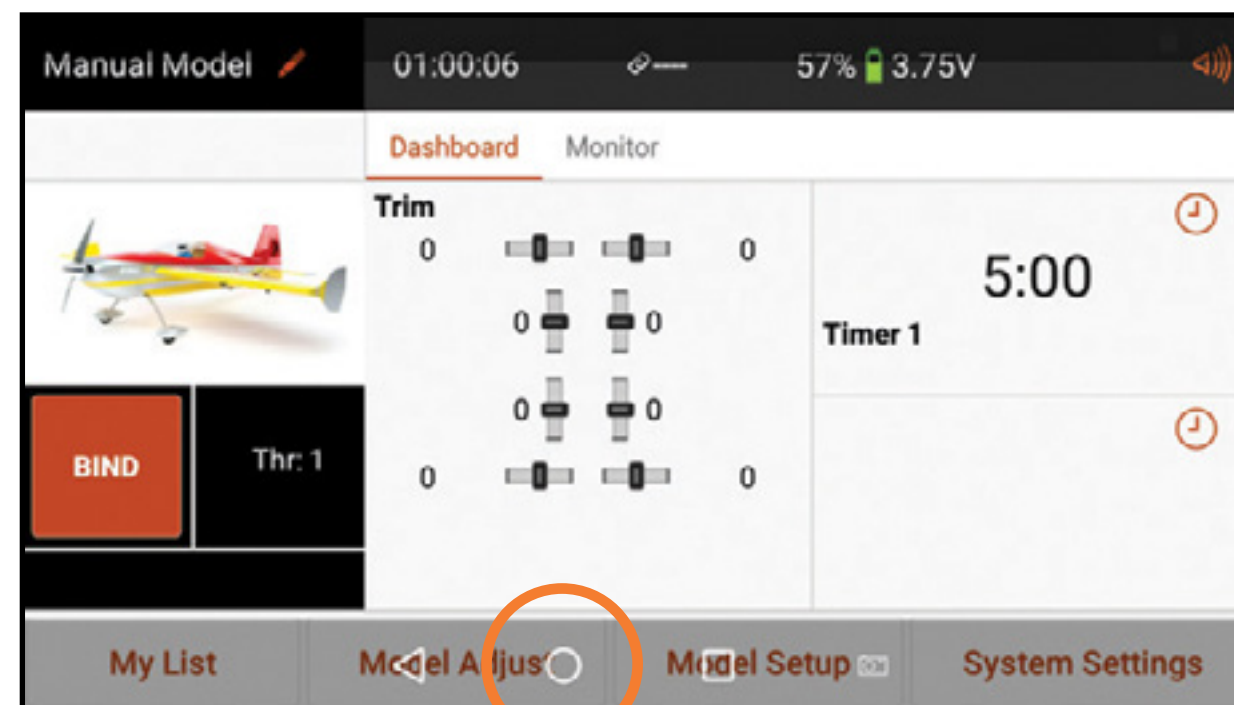 Manual Model 01:00:06 ---- 57% 3.75V
Dashboard Monitor
Trim
0 0
0 0
0 0
0 0
5:00
Timer 1
BIND Thr: 1
My List Model Adjust Model Setup System Settings